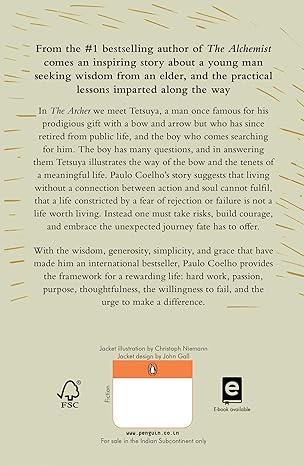 From the #1 bestselling author of The Alchemist
comes an inspiring story about a young man
seeking wisdom from an elder, and the practical
lessons imparted along the way
In The Archer we meet Tetsuya, a man once famous for his
prodigious gift with a bow and arrow but who has since
retired from public life, and the boy who comes searching
for him. The boy has many questions, and in answering
them Tetsuya illustrates the way of the bow and the tenets of
a meaningful life. Paulo Coelho's story suggests that living
without a connection between action and soul cannot fulfil,
that a life constricted by a fear of rejection or failure is not a
life worth living. Instead one must take risks, build courage,
and embrace the unexpected journey fate has to offer.
With the wisdom, generosity, simplicity, and grace that have
made him an international bestseller, Paulo Coelho provides
the framework for a rewarding life: hard work, passion,
purpose, thoughtfulness, the willingness to fail, and the
urge to make a difference.
Jacket illustration by Christoph Niemann
Jacket design by John Gall
FSC
Fiction
e
E-book available
www.penguin.co.in
For sale in the Indian Subcontinent only